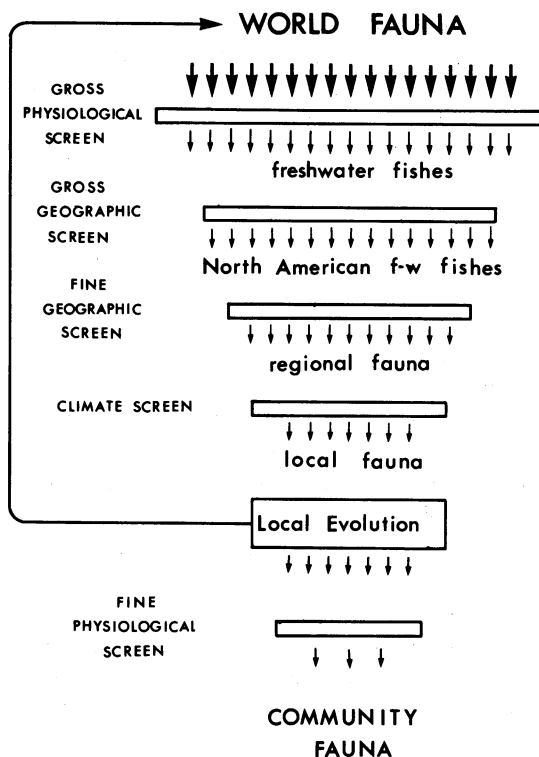 WORLD FAUNA
GROSS
PHYSIOLOGICAL
SCREEN
freshwater fishes
GROSS
GEOGRAPHIC
SCREEN
North American f-w fishes
FINE
GEOGRAPHIC
SCREEN
regional fauna
CLIMATE SCREEN
local fauna
Local Evolution
FINE
PHYSIOLOGICAL
SCREEN
COMMUNITY
FAUNA